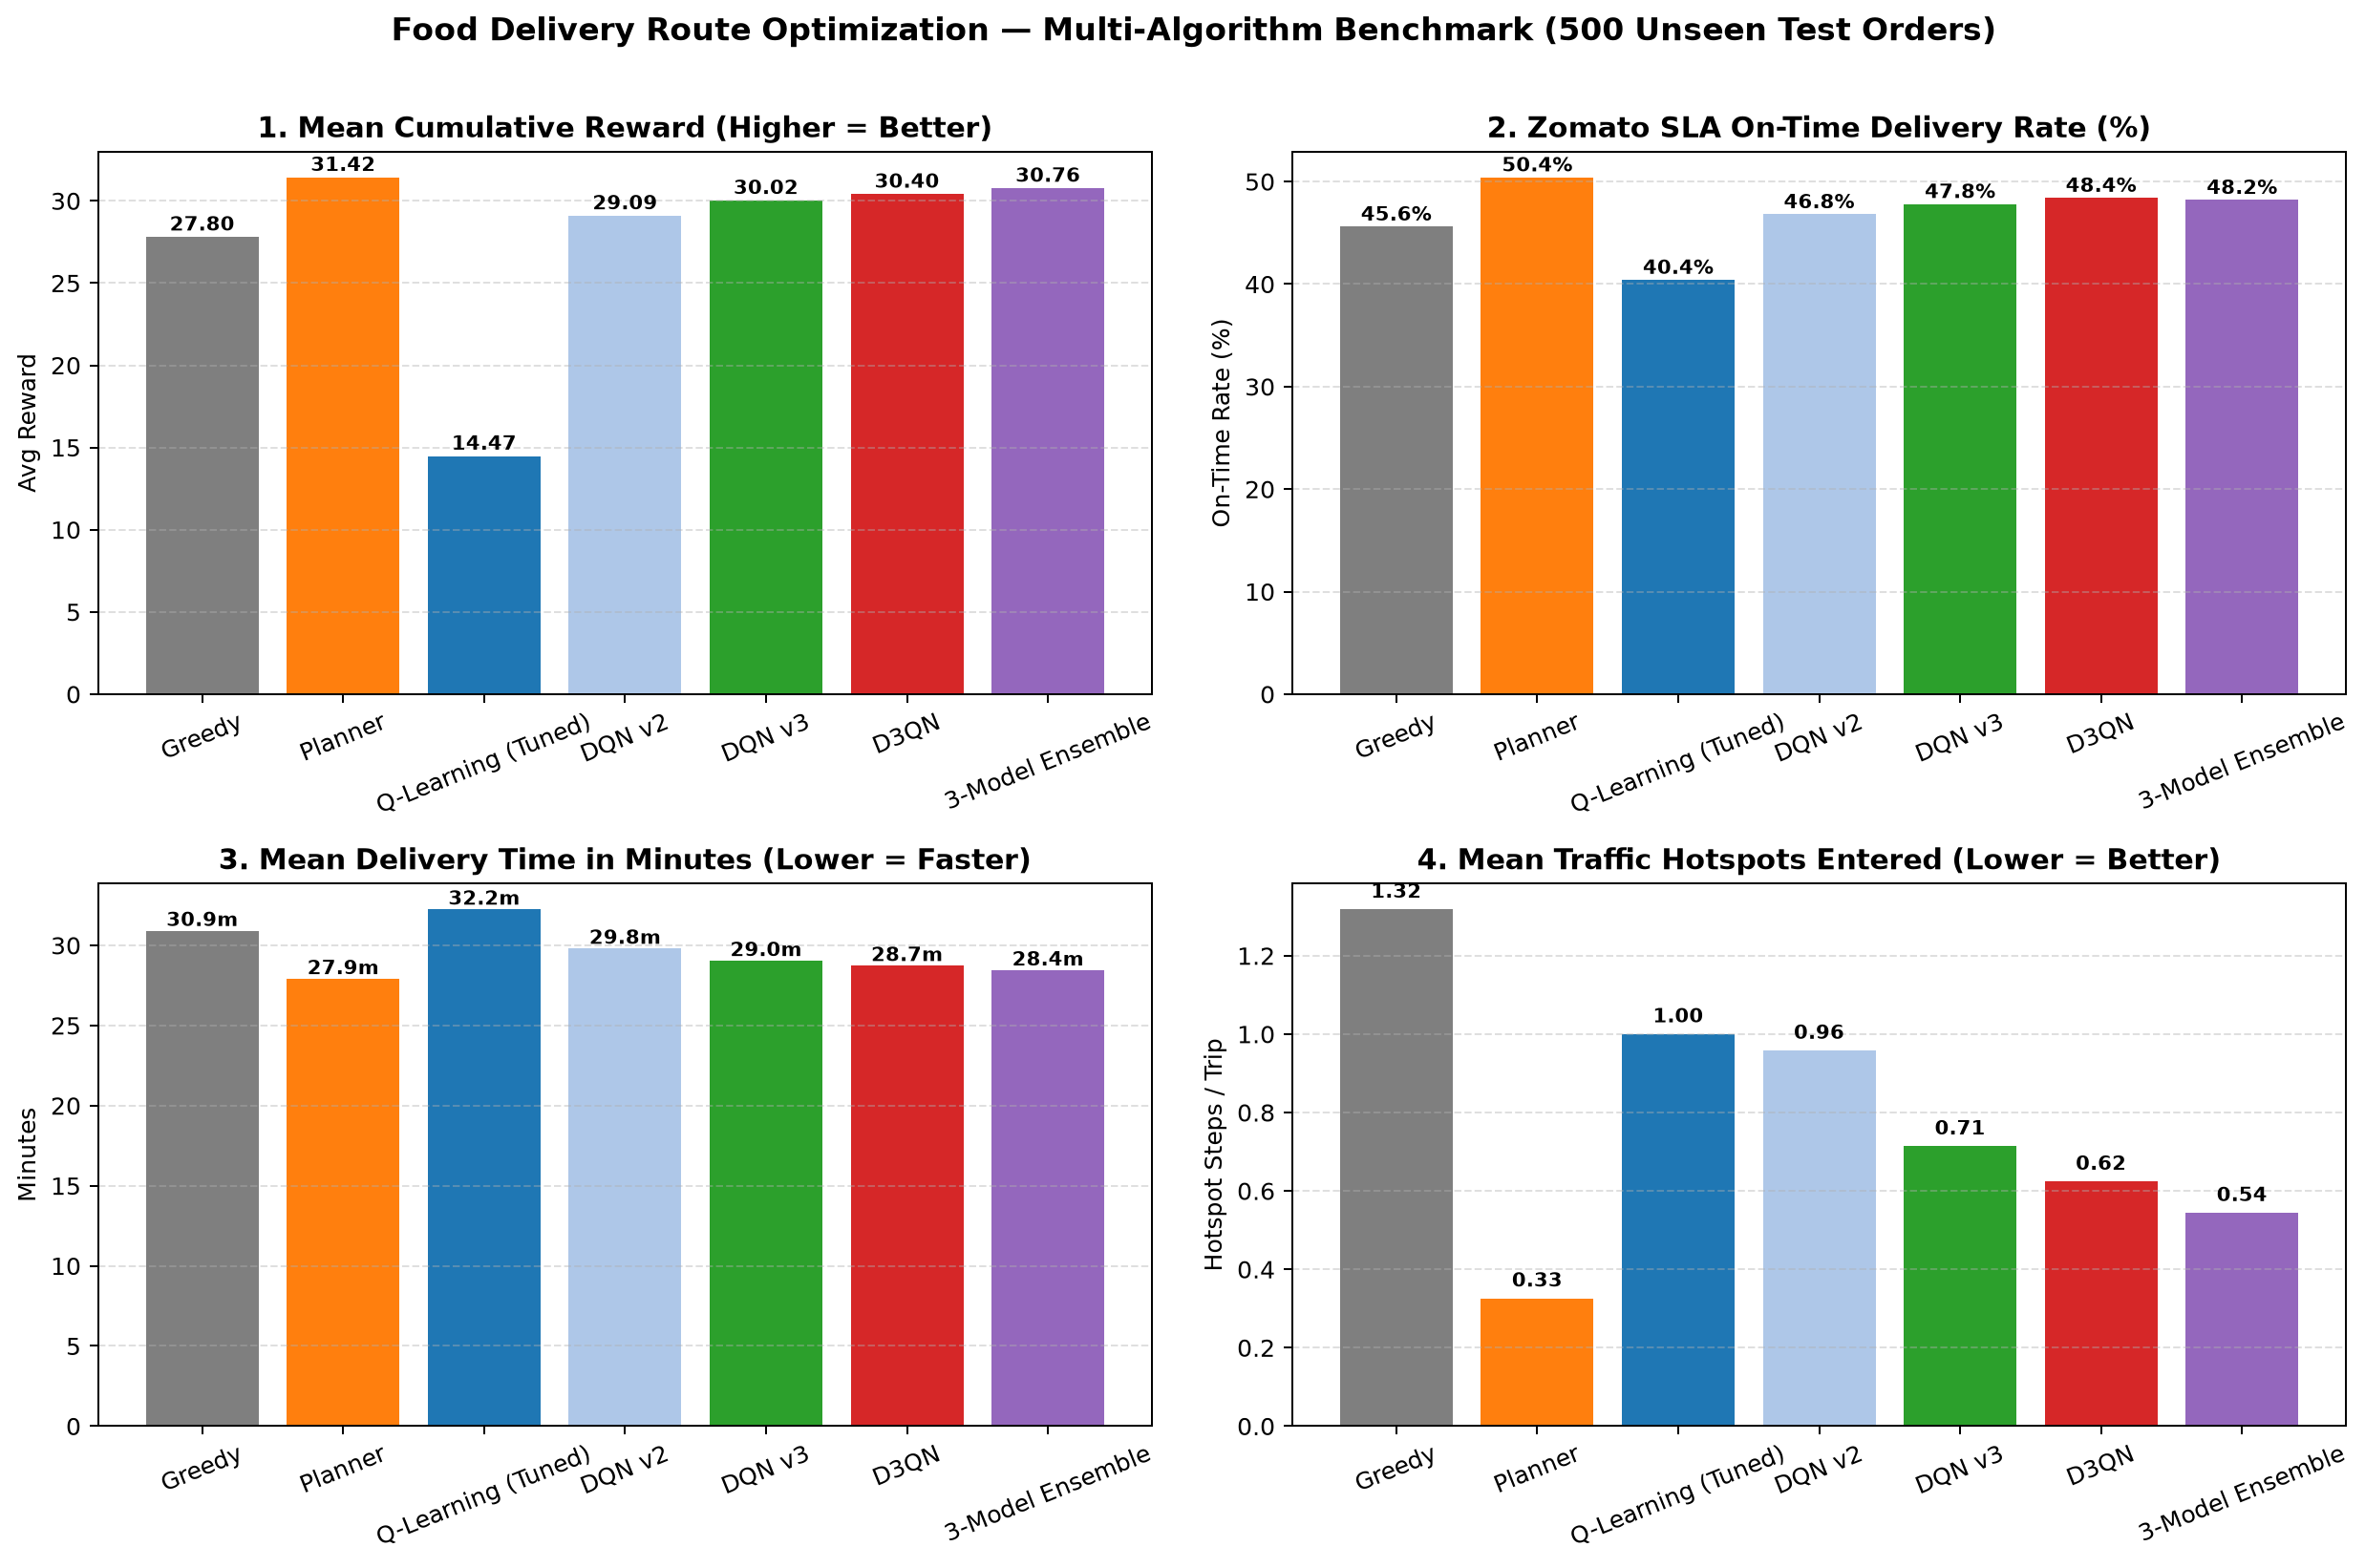 Food Delivery Route Optimization — Multi-Algorithm Benchmark (500 Unseen Test Orders)
1. Mean Cumulative Reward (Higher = Better)
Avg Reward
30
25
20
15
10
5
0
27.80
31.42
14.47
29.09
30.02
30.40
30.76
Greedy
Planner
Q-Learning (Tuned)
DQN v2
DQN v3
D3QN
3-Model Ensemble
2. Zomato SLA On-Time Delivery Rate (%)
On-Time Rate (%)
50
40
30
20
10
0
45.6%
50.4%
40.4%
46.8%
47.8%
48.4%
48.2%
Greedy
Planner
Q-Learning (Tuned)
DQN v2
DQN v3
D3QN
3-Model Ensemble
3. Mean Delivery Time in Minutes (Lower = Faster)
Minutes
30
25
20
15
10
5
0
30.9m
27.9m
32.2m
29.8m
29.0m
28.7m
28.4m
Greedy
Planner
Q-Learning (Tuned)
DQN v2
DQN v3
D3QN
3-Model Ensemble
4. Mean Traffic Hotspots Entered (Lower = Better)
Hotspot Steps / Trip
1.2
1.0
0.8
0.6
0.4
0.2
0.0
1.32
0.33
1.00
0.96
0.71
0.62
0.54
Greedy
Planner
Q-Learning (Tuned)
DQN v2
DQN v3
D3QN
3-Model Ensemble